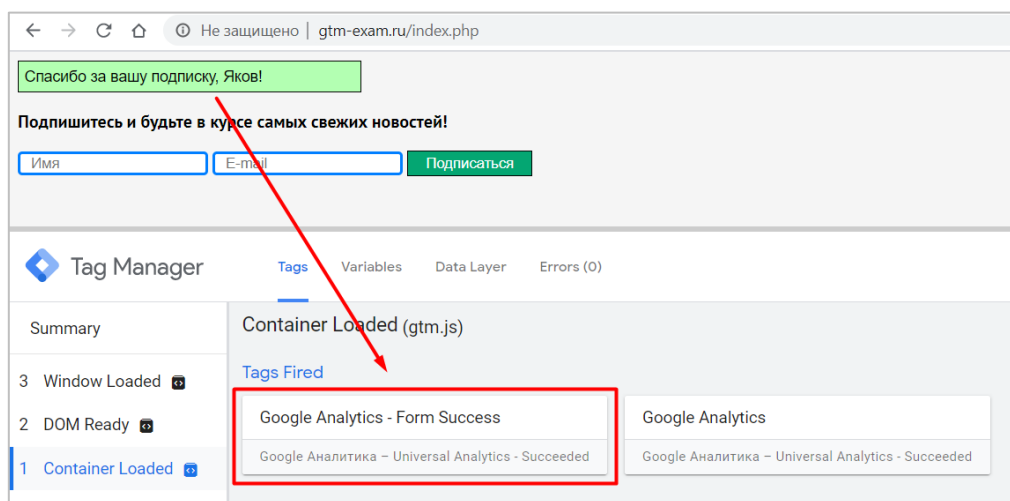 Не защищено | gtm-exam.ru/index.php
Спасибо за вашу подписку, Яков!
Подпишитесь и будьте в курсе самых свежих новостей!
Имя E-mail Подписаться
Tag Manager Tags Variables Data Layer Errors (0)
Summary
Container Loaded (gtm.js)
Tags Fired
3 Window Loaded
2 DOM Ready
1 Container Loaded
Google Analytics - Form Success
Google Аналитика – Universal Analytics - Succeeded
Google Analytics
Google Аналитика – Universal Analytics - Succeeded